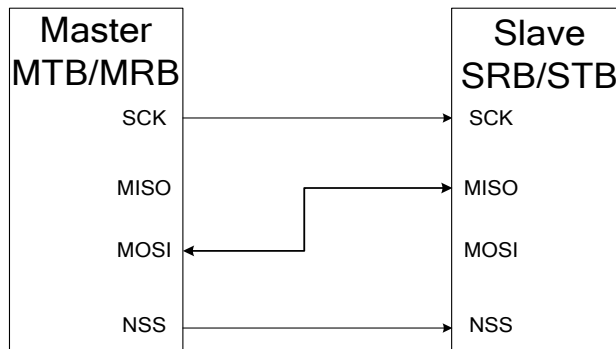 Master
MTB/MRB
SCK
MISO
MOSI
NSS
Slave
SRB/STB
SCK
MISO
MOSI
NSS